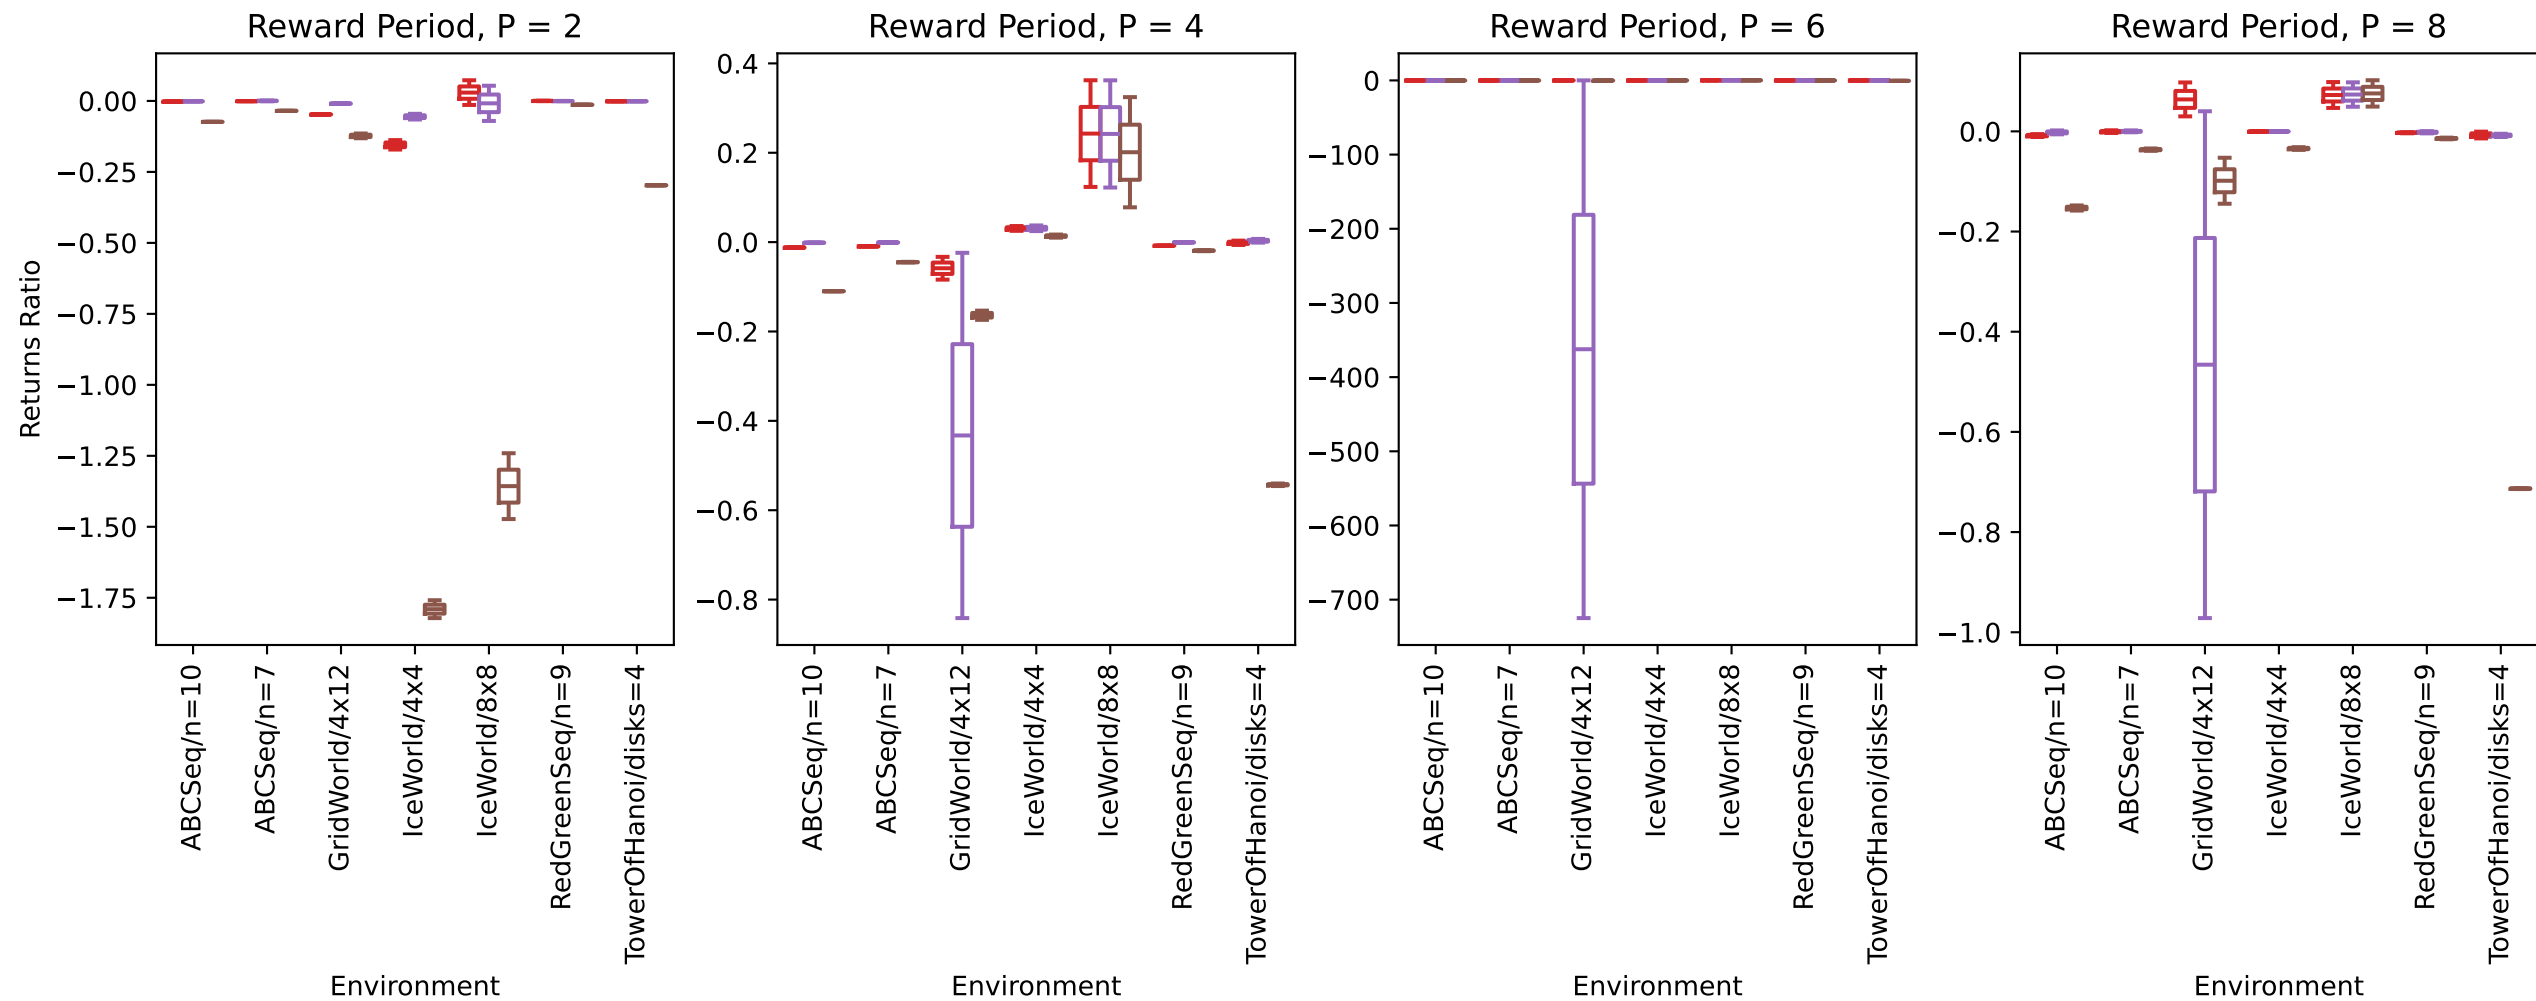 Reward Period, P = 2
Returns Ratio
0.00
−0.25
−0.50
−0.75
−1.00
−1.25
−1.50
−1.75
ABCSeq/n=10
ABCSeq/n=7
GridWorld/4x12
IceWorld/4x4
IceWorld/8x8
RedGreenSeq/n=9
TowerOfHanoi/disks=4
Environment
Reward Period, P = 4
0.4
0.2
0.0
−0.2
−0.4
−0.6
−0.8
ABCSeq/n=10
ABCSeq/n=7
GridWorld/4x12
IceWorld/4x4
IceWorld/8x8
RedGreenSeq/n=9
TowerOfHanoi/disks=4
Environment
Reward Period, P = 6
0
−100
−200
−300
−400
−500
−600
−700
ABCSeq/n=10
ABCSeq/n=7
GridWorld/4x12
IceWorld/4x4
IceWorld/8x8
RedGreenSeq/n=9
TowerOfHanoi/disks=4
Environment
Reward Period, P = 8
0.0
−0.2
−0.4
−0.6
−0.8
−1.0
ABCSeq/n=10
ABCSeq/n=7
GridWorld/4x12
IceWorld/4x4
IceWorld/8x8
RedGreenSeq/n=9
TowerOfHanoi/disks=4
Environment